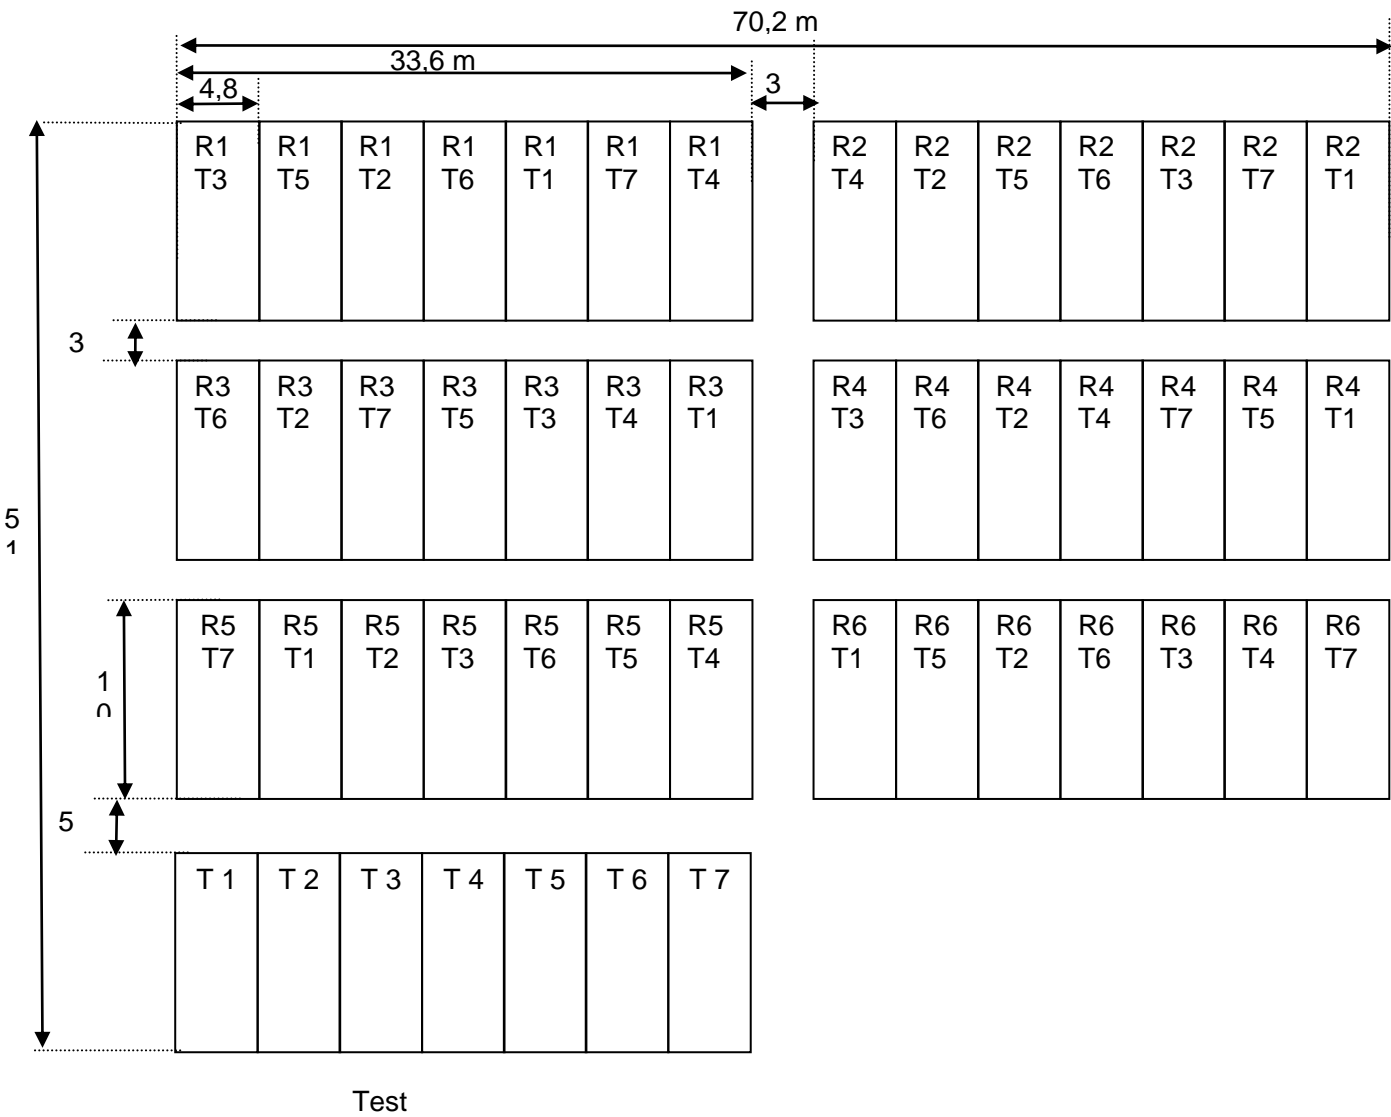 70,2 m
33,6 m
4,8
3
R1 R1 R1 R1 R1 R1 R1 R2 R2 R2 R2 R2 R2 R2
T3 T5 T2 T6 T1 T7 T4 T4 T2 T5 T6 T3 T7 T1
3
R3 R3 R3 R3 R3 R3 R3 R4 R4 R4 R4 R4 R4 R4
T6 T2 T7 T5 T3 T4 T1 T3 T6 T2 T4 T7 T5 T1
5
1
R5 R5 R5 R5 R5 R5 R5 R6 R6 R6 R6 R6 R6 R6
T7 T1 T2 T3 T6 T5 T4 T1 T5 T2 T6 T3 T4 T7
1
0
5
T 1 T 2 T 3 T 4 T 5 T 6 T 7
Test